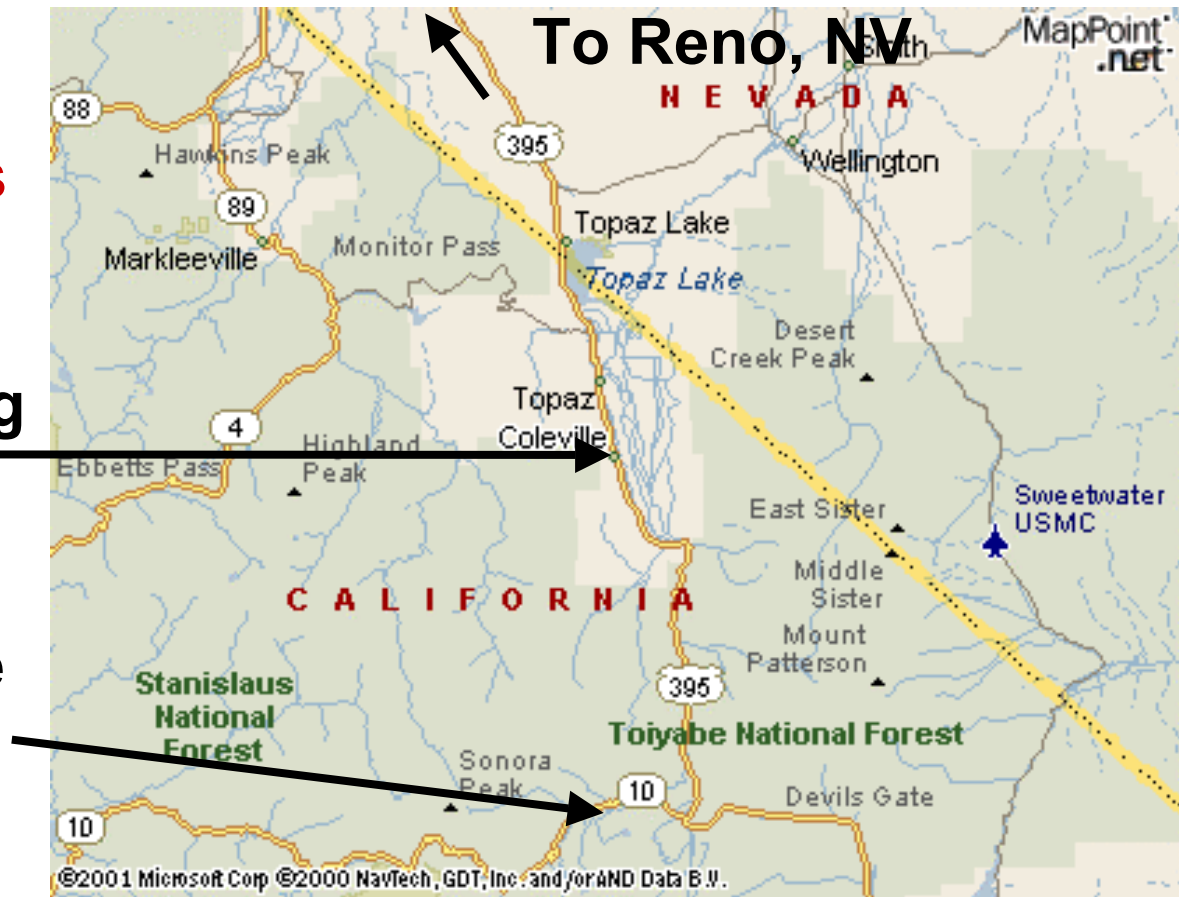 To Reno, NV
MapPoint
.net
Smith
NEVADA
88
395
Hawkins Peak
Wellington
s
89
Topaz Lake
Markleeville
Monitor Pass
Topaz Lake
Desert
Creek Peak
Topaz
g
4
Coleville
Highland
Peak
Ebbetts Pass
Sweetwater
USMC
East Sister
Middle
Sister
CALIFORNIA
Mount
Patterson
e
395
Stanislaus
National
Forest
Toiyabe National Forest
Sonora
Peak
10
Devils Gate
10
©2001 Microsoft Corp ©2000 NavTech, GDT, Inc. and/or AND Data B.V.